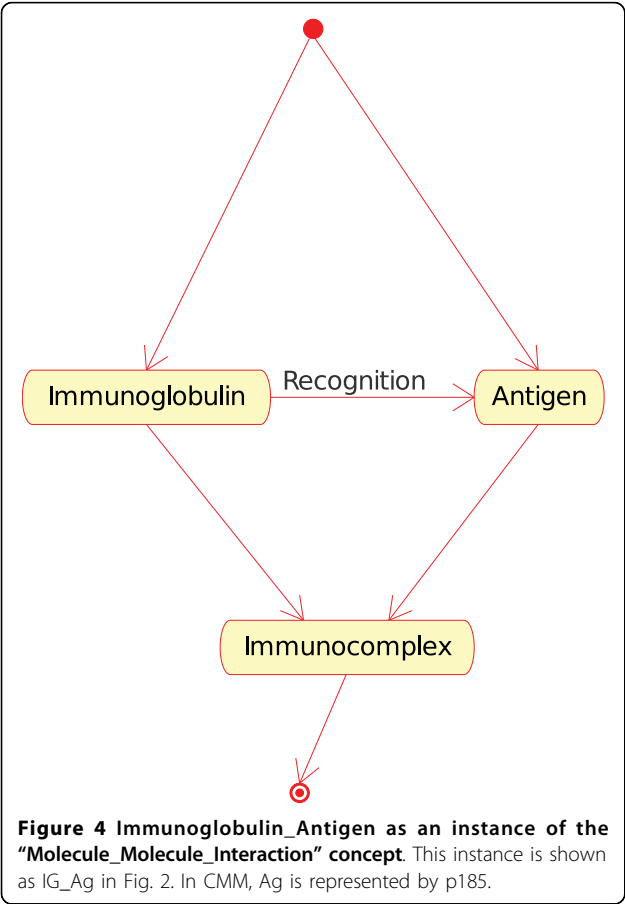 Immunoglobulin
Recognition
Antigen
Immunocomplex
Figure 4 Immunoglobulin_Antigen as an instance of the
“Molecule_Molecule_Interaction” concept. This instance is shown
as IG_Ag in Fig. 2. In CMM, Ag is represented by p185.